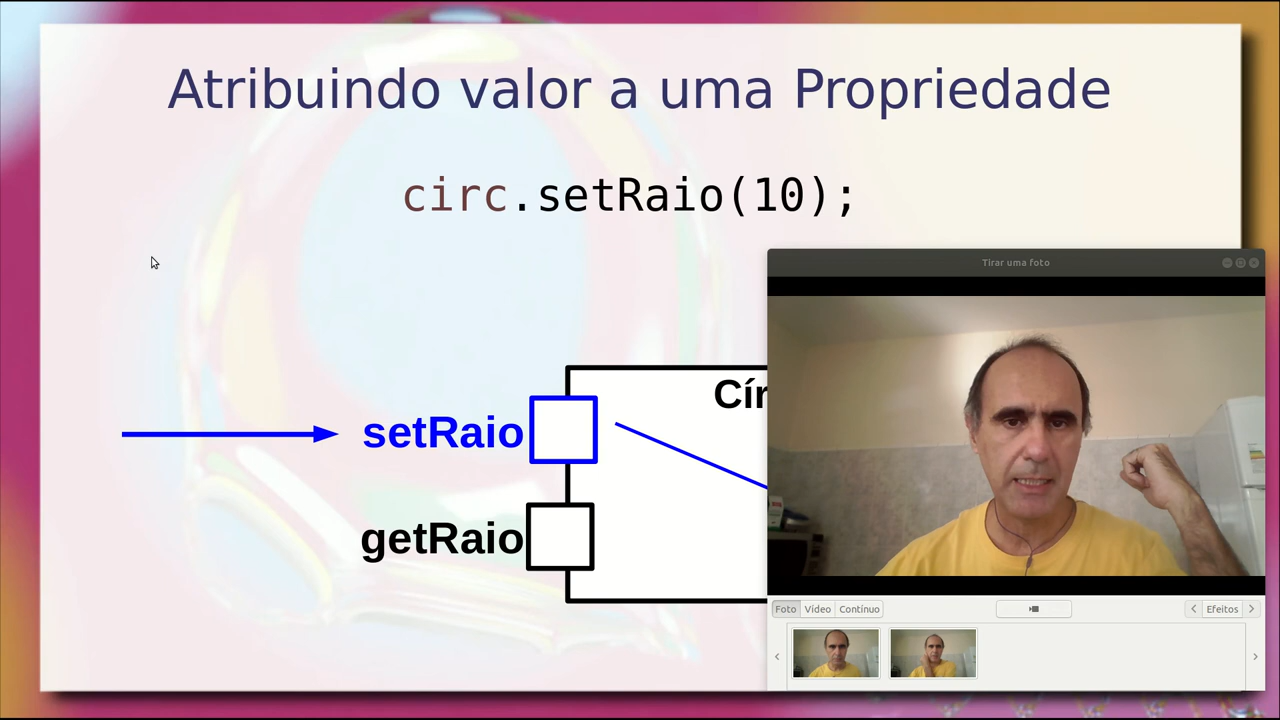 Atribuindo valor a uma Propriedade
circ.setRaio(10);
Tirar uma foto
Cír
setRaio
getRaio
Foto Vídeo Contínuo
Efeitos